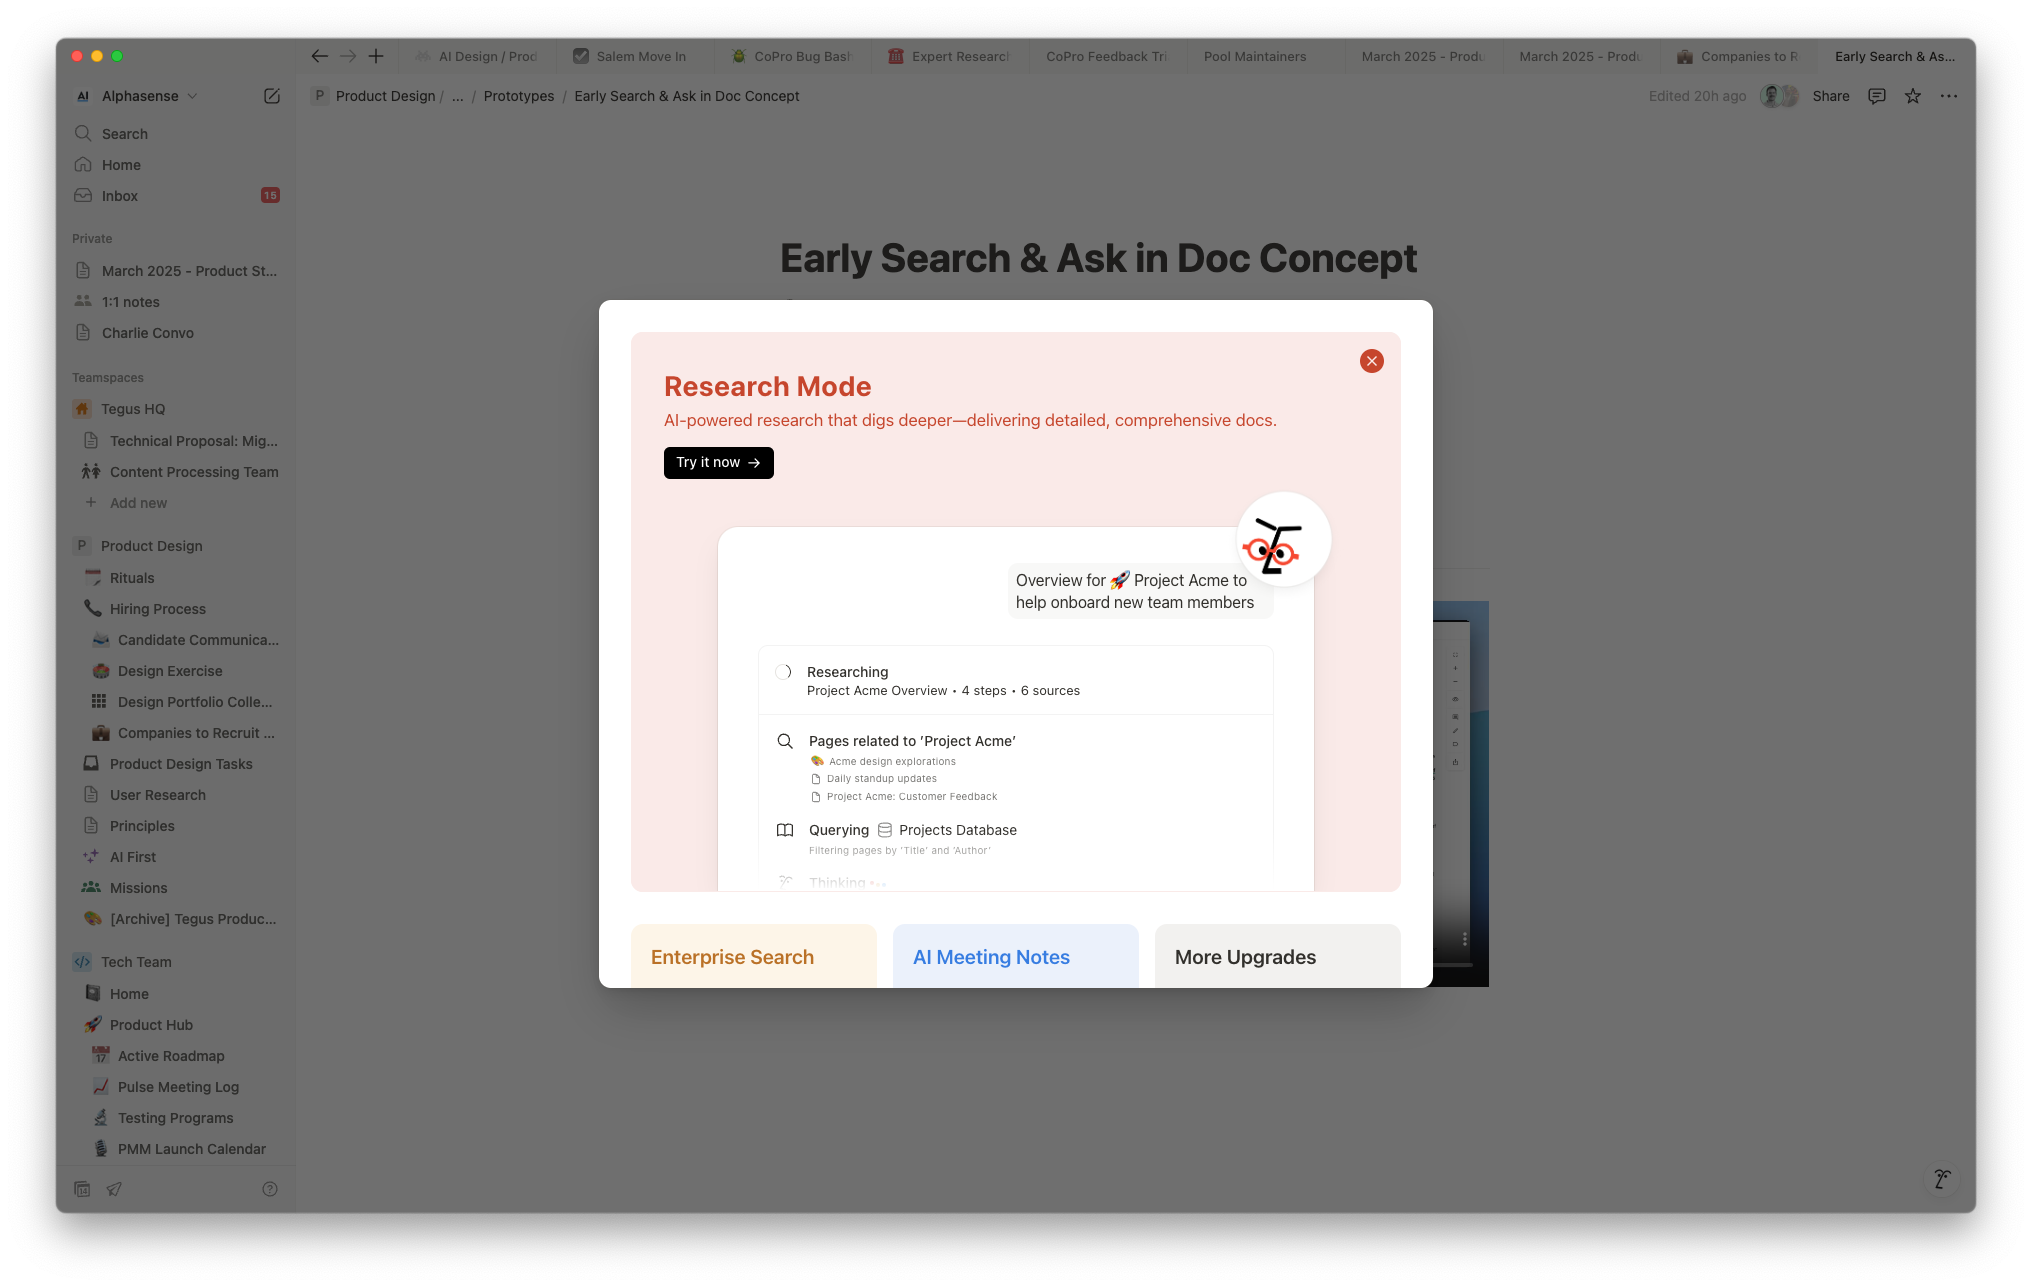 AI Design / Prod
Salem Move In
CoPro Bug Bash
Expert Research
CoPro Feedback Tri
Pool Maintainers
March 2025 - Produ
March 2025 - Produ
Companies to R
Early Search & As...
AI Alphasense
P Product Design / ... / Prototypes / Early Search & Ask in Doc Concept
Edited 20h ago
Share
Search
Home
Inbox
15
Private
March 2025 - Product St...
1:1 notes
Charlie Convo
Teamspaces
Tegus HQ
Technical Proposal: Mig...
Content Processing Team
Add new
P Product Design
Rituals
Hiring Process
Candidate Communica...
Design Exercise
Design Portfolio Colle...
Companies to Recruit ...
Product Design Tasks
User Research
Principles
AI First
Missions
[Archive] Tegus Produc...
Tech Team
Home
Product Hub
Active Roadmap
Pulse Meeting Log
Testing Programs
PMM Launch Calendar
14
Early Search & Ask in Doc Concept
Research Mode
AI-powered research that digs deeper—delivering detailed, comprehensive docs.
Try it now →
Overview for 🚀 Project Acme to
help onboard new team members
Researching
Project Acme Overview • 4 steps • 6 sources
Pages related to ’Project Acme’
Acme design explorations
Daily standup updates
Project Acme: Customer Feedback
Querying Projects Database
Filtering pages by ‘Title’ and ‘Author’
Thinking
Enterprise Search
AI Meeting Notes
More Upgrades